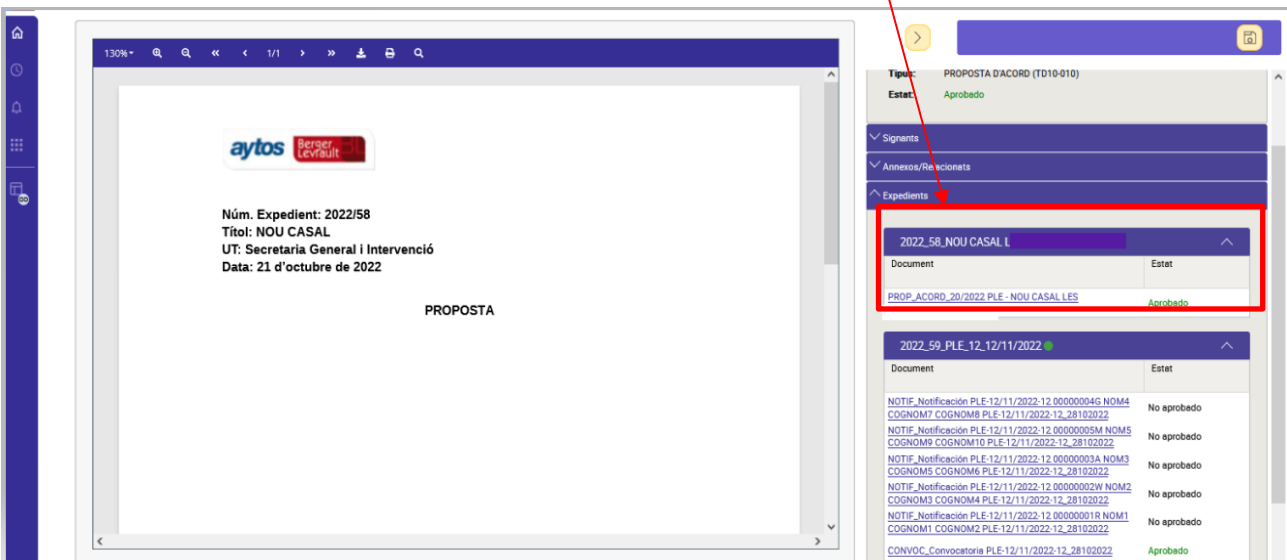 130%
1/1
aytos Berger Levrault
Núm. Expedient: 2022/58
Títol: NOU CASAL
UT: Secretaria General i Intervenció
Data: 21 d'octubre de 2022
PROPOSTA
Tipus: PROPOSTA D'ACORD (TD10-010)
Estat: Aprobado
Signants
Annexos/Relacionats
Expedients
2022_58_NOU CASAL L
Document Estat
PROP_ACORD_20/2022 PLE - NOU CASAL LES Aprobado
2022_59_PLE_12_12/11/2022
Document Estat
NOTIF_Notificación PLE-12/11/2022-12 00000004G NOM4
COGNOM7 COGNOM8 PLE-12/11/2022-12_28102022 No aprobado
NOTIF_Notificación PLE-12/11/2022-12 00000005M NOM5
COGNOM9 COGNOM10 PLE-12/11/2022-12_28102022 No aprobado
NOTIF_Notificación PLE-12/11/2022-12 00000003A NOM3
COGNOM5 COGNOM6 PLE-12/11/2022-12_28102022 No aprobado
NOTIF_Notificación PLE-12/11/2022-12 00000002W NOM2
COGNOM3 COGNOM4 PLE-12/11/2022-12_28102022 No aprobado
NOTIF_Notificación PLE-12/11/2022-12 00000001R NOM1
COGNOM1 COGNOM2 PLE-12/11/2022-12_28102022 No aprobado
CONVOC_Convocatoria PLE-12/11/2022-12_28102022 Aprobado